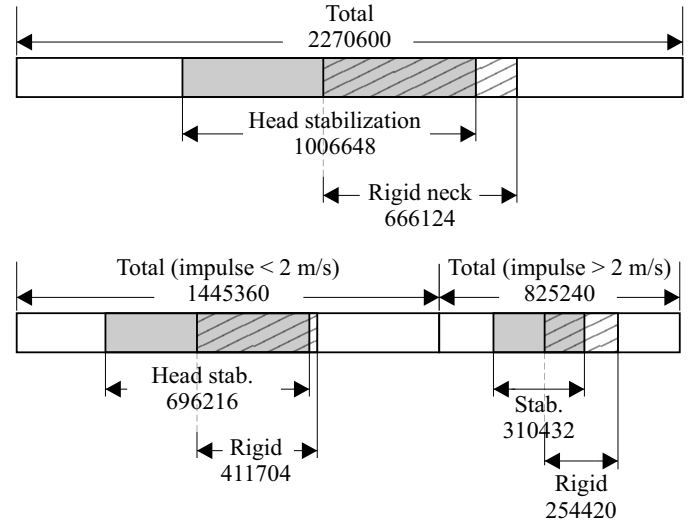 Total
2270600
Head stabilization
1006648
Rigid neck
666124
Total (impulse < 2 m/s)
1445360
Total (impulse > 2 m/s)
825240
Head stab.
696216
Rigid
411704
Stab.
310432
Rigid
254420